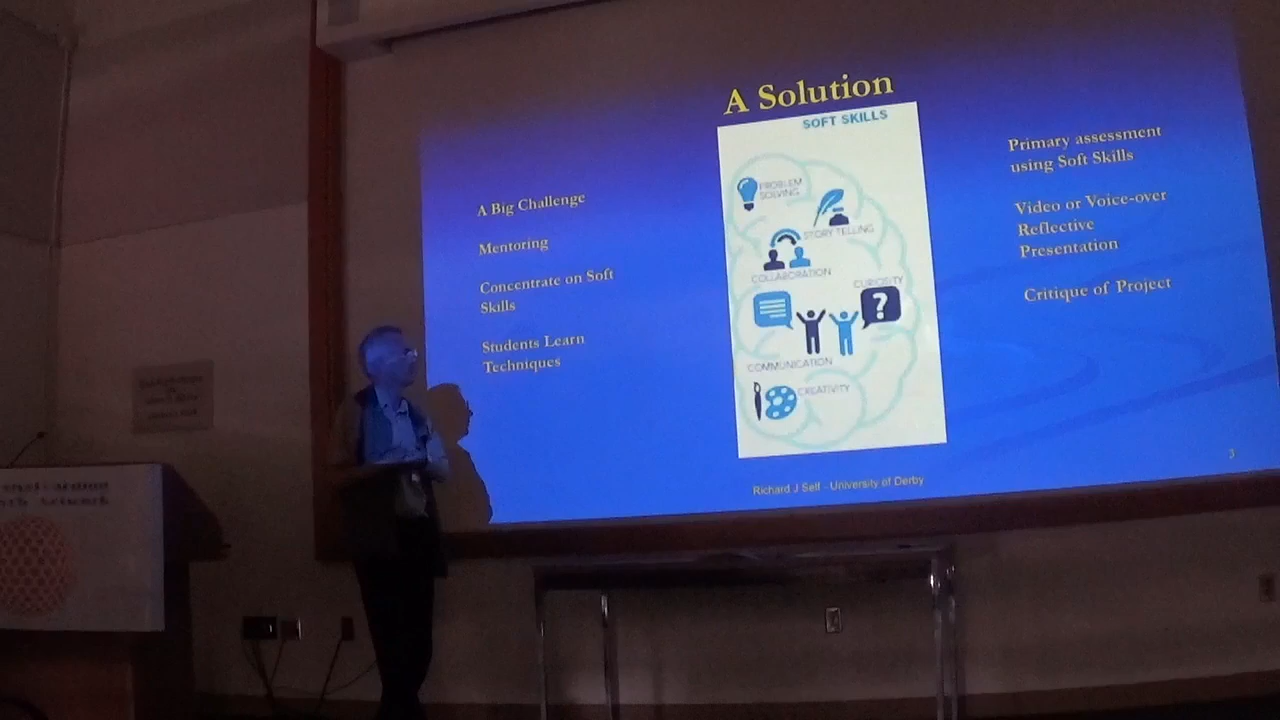 A Solution
A Big Challenge
Mentoring
Concentrate on Soft
Skills
Students Learn
Techniques
SOFT SKILLS
PROBLEM
SOLVING
STORY TELLING
COLLABORATION
CURIOSITY
?
COMMUNICATION
CREATIVITY
Primary assessment
using Soft Skills
Video or Voice-over
Reflective
Presentation
Critique of Project
Richard J Self - University of Derby
3